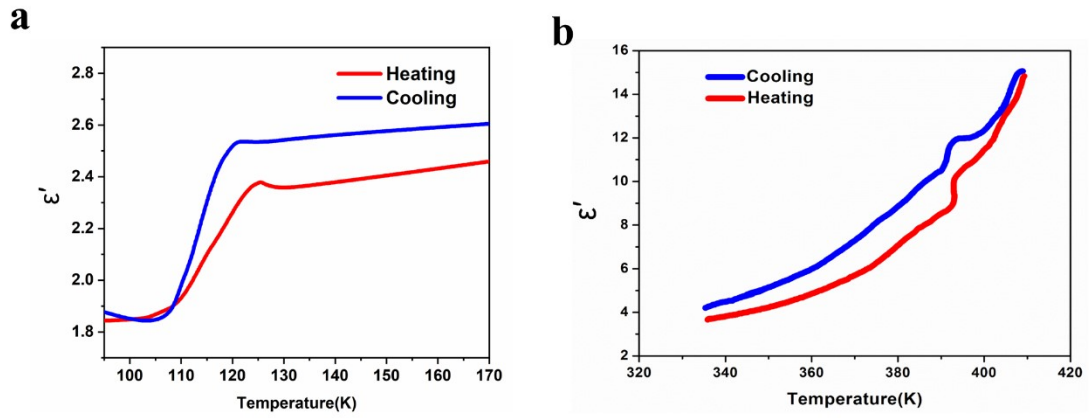 a
2.8
2.6
2.4
2.2
2.0
1.8
ε'
Heating
Cooling
100 110 120 130 140 150 160 170
Temperature(K)
b
16
14
12
10
8
6
4
2
ε'
Cooling
Heating
320 340 360 380 400 420
Temperature(K)